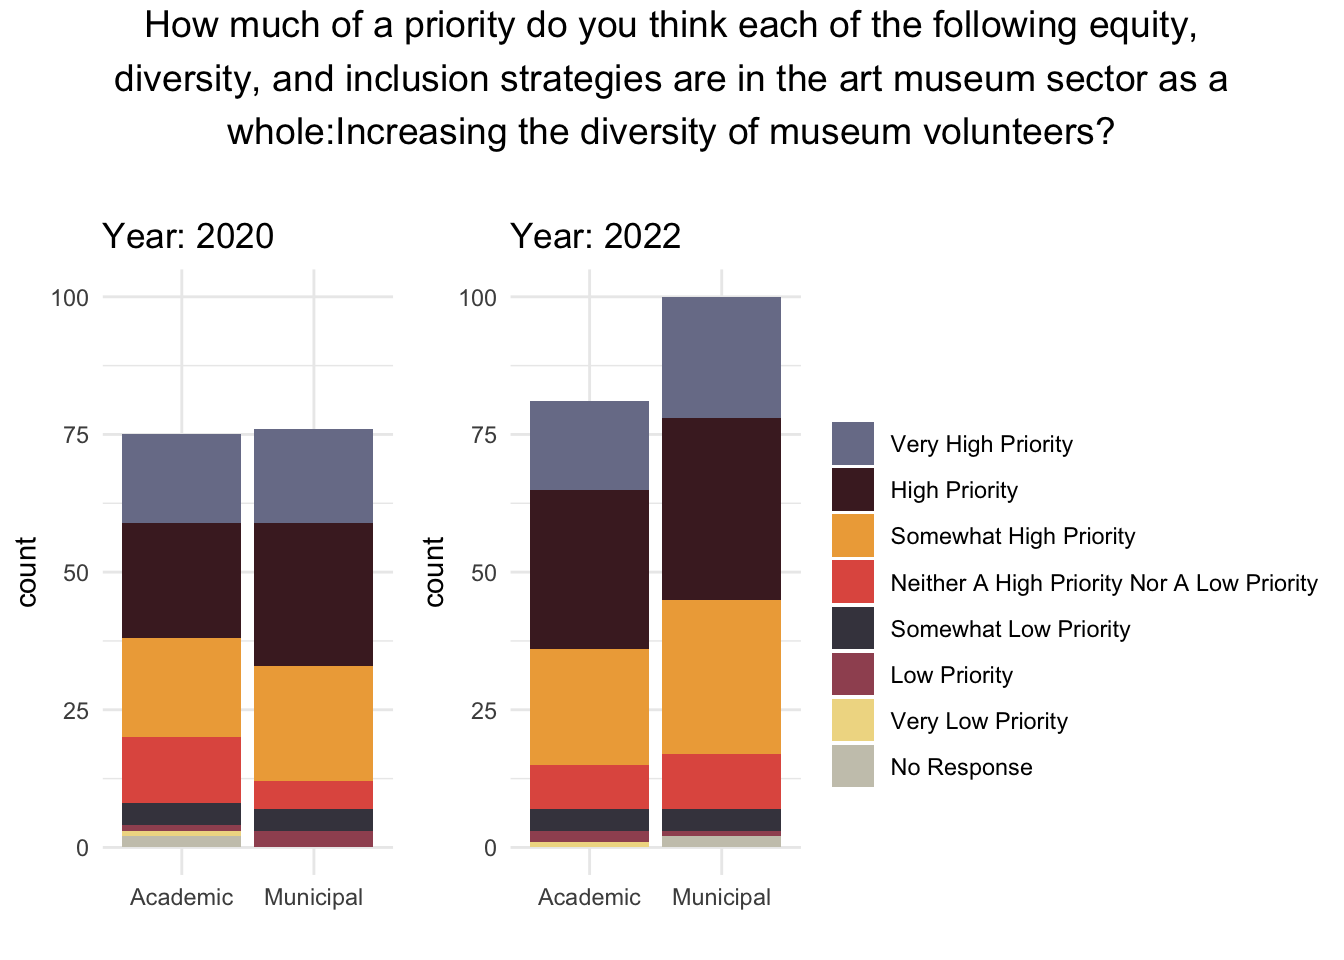 How much of a priority do you think each of the following equity,
diversity, and inclusion strategies are in the art museum sector as a
whole:Increasing the diversity of museum volunteers?
Year: 2020
100
75
50
25
0
count
Academic Municipal
Year: 2022
100
75
50
25
0
count
Academic Municipal
Very High Priority
High Priority
Somewhat High Priority
Neither A High Priority Nor A Low Priority
Somewhat Low Priority
Low Priority
Very Low Priority
No Response